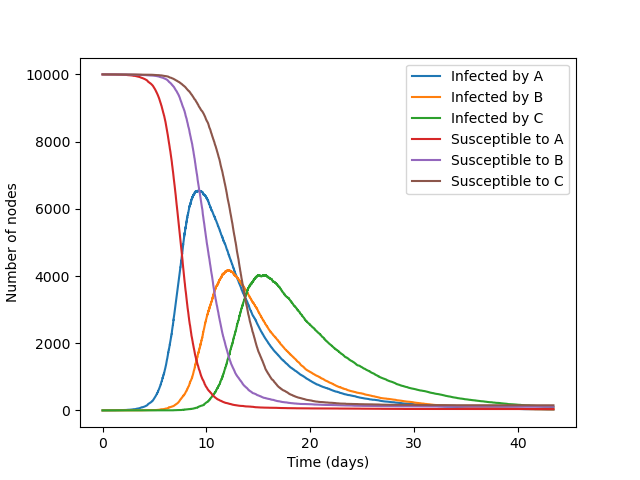 Number of nodes
10000
8000
6000
4000
2000
0
0 10 20 30 40
Time (days)
Infected by A
Infected by B
Infected by C
Susceptible to A
Susceptible to B
Susceptible to C